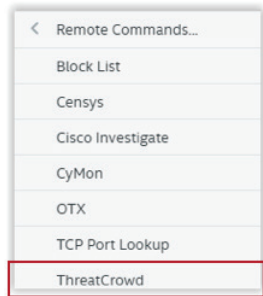 Remote Commands...
Block List
Censys
Cisco Investigate
CyMon
OTX
TCP Port Lookup
ThreatCrowd